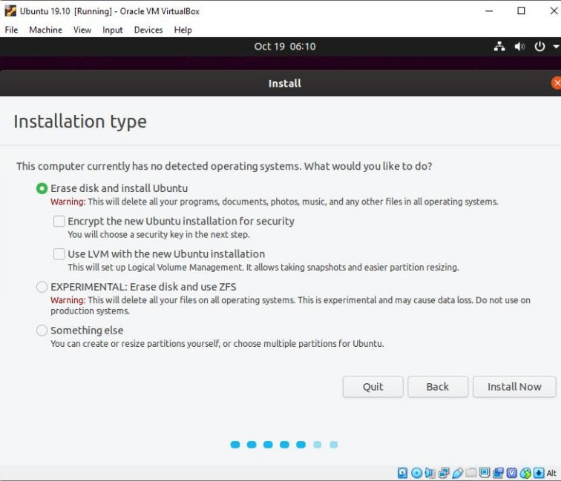 Ubuntu 19.10 [Running] - Oracle VM VirtualBox
File Machine View Input Devices Help
Oct 19 06:10
Install
Installation type
This computer currently has no detected operating systems. What would you like to do?
Erase disk and install Ubuntu
Warning: This will delete all your programs, documents, photos, music, and any other files in all operating systems.
Encrypt the new Ubuntu installation for security
You will choose a security key in the next step.
Use LVM with the new Ubuntu installation
This will set up Logical Volume Management. It allows taking snapshots and easier partition resizing.
EXPERIMENTAL: Erase disk and use ZFS
Warning: This will delete all your files on all operating systems. This is experimental and may cause data loss. Do not use on
production systems.
Something else
You can create or resize partitions yourself, or choose multiple partitions for Ubuntu.
Quit Back Install Now
Alt